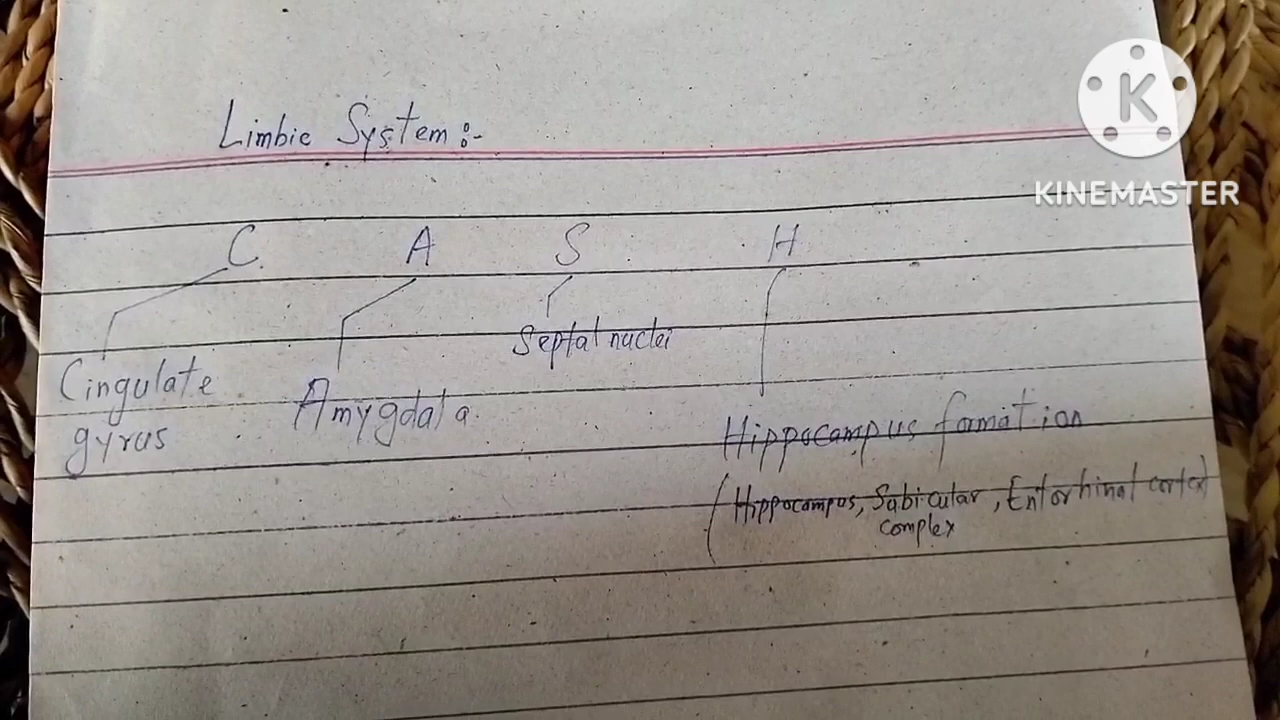 Limbic System :-
C A S H
Septal nuclei
Cingulate
gyrus
Amygdala
Hippocampus formation
(Hippocampus, Subicular, Entorhinal cortex)
complex
K
KINEMASTER